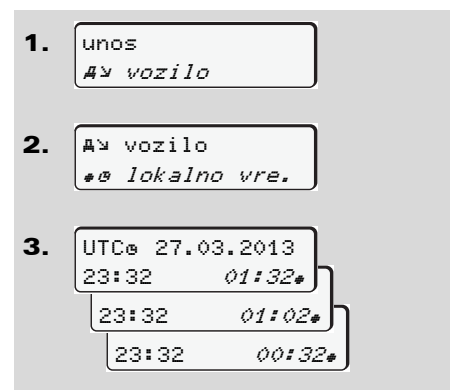 1.
unos
vozilo
2.
vozilo
lokalno vre.
3.
UTC 27.03.2013
23:32 01:32
23:32 01:02
23:32 00:32